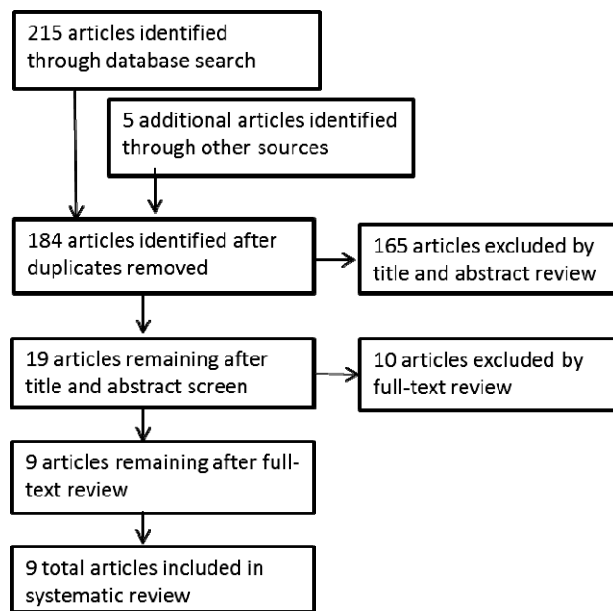 215 articles identified
through database search
5 additional articles identified
through other sources
184 articles identified after
duplicates removed
165 articles excluded by
title and abstract review
19 articles remaining after
title and abstract screen
10 articles excluded by
full-text review
9 articles remaining after full-
text review
9 total articles included in
systematic review